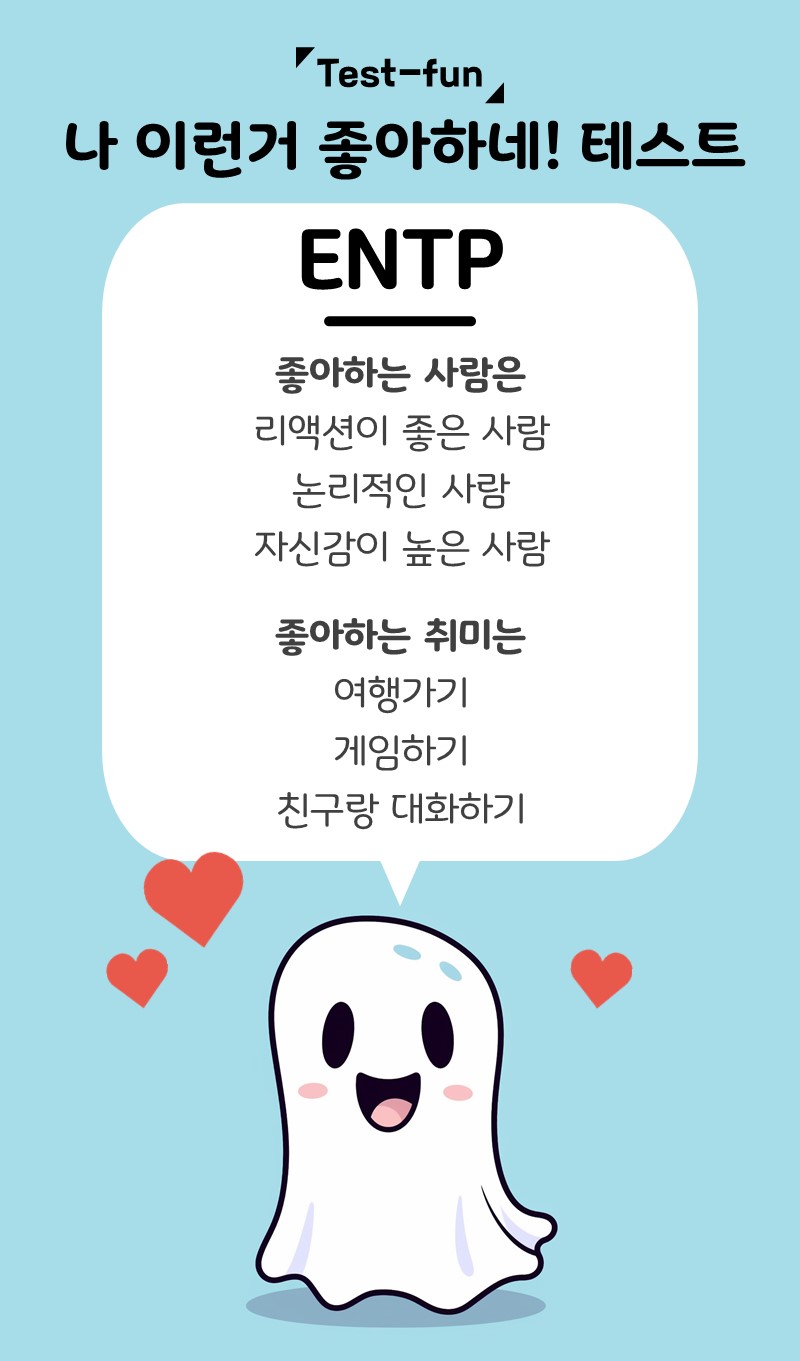 Test-fun
나 이런거 좋아하네! 테스트
ENTP
좋아하는 사람은
리액션이 좋은 사람
논리적인 사람
자신감이 높은 사람
좋아하는 취미는
여행가기
게임하기
친구랑 대화하기